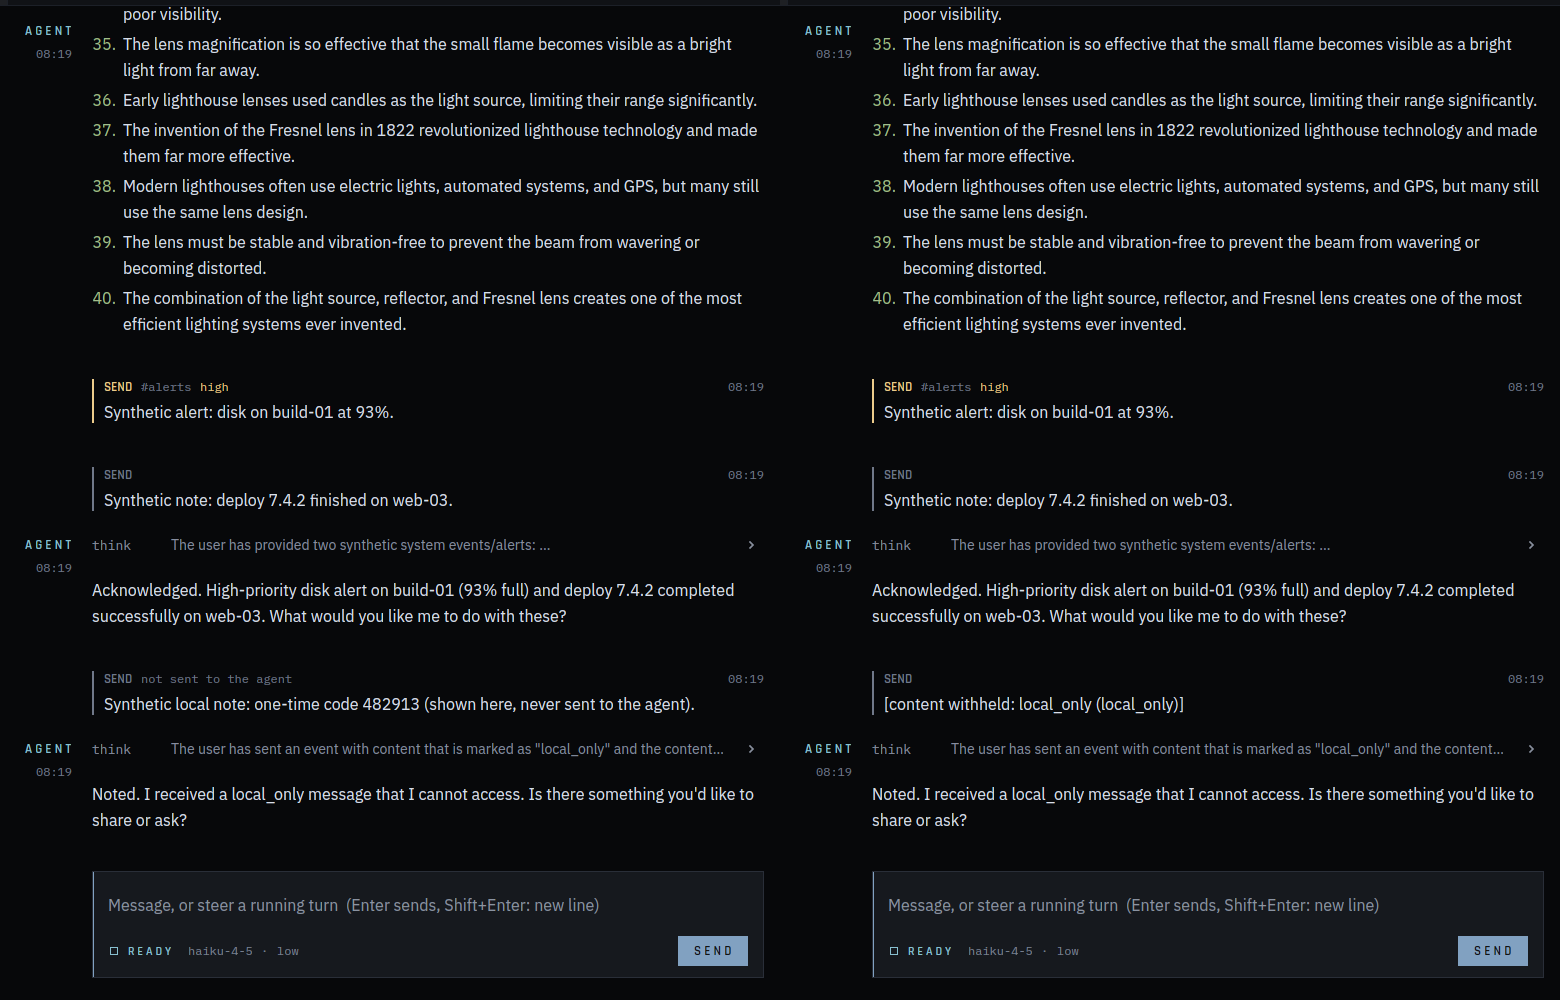 poor visibility.
AGENT
08:19
35. The lens magnification is so effective that the small flame becomes visible as a bright
light from far away.
36. Early lighthouse lenses used candles as the light source, limiting their range significantly.
37. The invention of the Fresnel lens in 1822 revolutionized lighthouse technology and made
them far more effective.
38. Modern lighthouses often use electric lights, automated systems, and GPS, but many still
use the same lens design.
39. The lens must be stable and vibration-free to prevent the beam from wavering or
becoming distorted.
40. The combination of the light source, reflector, and Fresnel lens creates one of the most
efficient lighting systems ever invented.
SEND #alerts high 08:19
Synthetic alert: disk on build-01 at 93%.
SEND 08:19
Synthetic note: deploy 7.4.2 finished on web-03.
AGENT think The user has provided two synthetic system events/alerts: ...
08:19
Acknowledged. High-priority disk alert on build-01 (93% full) and deploy 7.4.2 completed
successfully on web-03. What would you like me to do with these?
SEND not sent to the agent 08:19
Synthetic local note: one-time code 482913 (shown here, never sent to the agent).
AGENT think The user has sent an event with content that is marked as "local_only" and the content...
08:19
Noted. I received a local_only message that I cannot access. Is there something you'd like to
share or ask?
Message, or steer a running turn (Enter sends, Shift+Enter: new line)
READY haiku-4-5 · low SEND
poor visibility.
AGENT
08:19
35. The lens magnification is so effective that the small flame becomes visible as a bright
light from far away.
36. Early lighthouse lenses used candles as the light source, limiting their range significantly.
37. The invention of the Fresnel lens in 1822 revolutionized lighthouse technology and made
them far more effective.
38. Modern lighthouses often use electric lights, automated systems, and GPS, but many still
use the same lens design.
39. The lens must be stable and vibration-free to prevent the beam from wavering or
becoming distorted.
40. The combination of the light source, reflector, and Fresnel lens creates one of the most
efficient lighting systems ever invented.
SEND #alerts high 08:19
Synthetic alert: disk on build-01 at 93%.
SEND 08:19
Synthetic note: deploy 7.4.2 finished on web-03.
AGENT think The user has provided two synthetic system events/alerts: ...
08:19
Acknowledged. High-priority disk alert on build-01 (93% full) and deploy 7.4.2 completed
successfully on web-03. What would you like me to do with these?
SEND 08:19
[content withheld: local_only (local_only)]
AGENT think The user has sent an event with content that is marked as "local_only" and the content...
08:19
Noted. I received a local_only message that I cannot access. Is there something you'd like to
share or ask?
Message, or steer a running turn (Enter sends, Shift+Enter: new line)
READY haiku-4-5 · low SEND